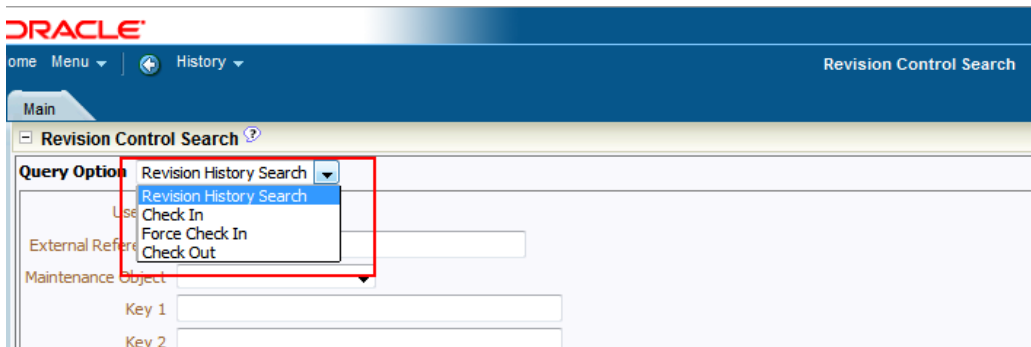 ORACLE
ome Menu History Revision Control Search
Main
Revision Control Search ?
Query Option Revision History Search
Revision History Search
Use
Check In
Force Check In
External Refere
Check Out
Maintenance Object
Key 1
Key 2